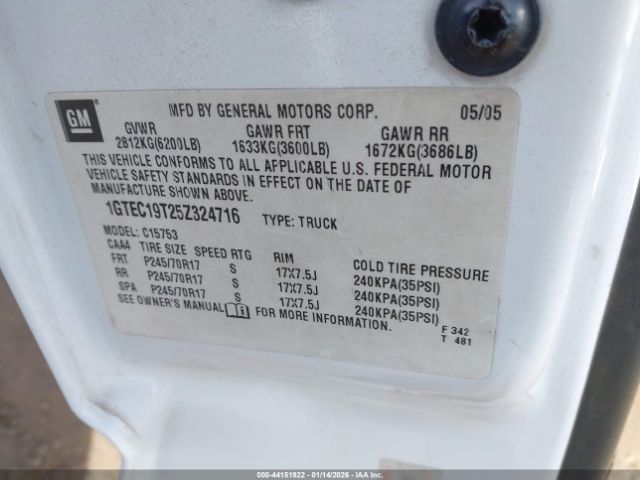 GM
MFD BY GENERAL MOTORS CORP. 05/05
GVWR GAWR FRT GAWR RR
2812KG(6200LB) 1633KG(3600LB) 1672KG(3686LB)
THIS VEHICLE CONFORMS TO ALL APPLICABLE U.S. FEDERAL MOTOR
VEHICLE SAFETY STANDARDS IN EFFECT ON THE DATE OF
MANUFACTURE SHOWN ABOVE.
1GTEC19T25Z324716 TYPE: TRUCK
MODEL: C15753
CAA4 TIRE SIZE SPEED RTG RIM COLD TIRE PRESSURE
FRT P245/70R17 S 17X7.5J 240KPA(35PSI)
RR P245/70R17 S 17X7.5J 240KPA(35PSI)
SPA P245/70R17 S 17X7.5J 240KPA(35PSI)
SEE OWNER'S MANUAL FOR MORE INFORMATION.
F 342
T 481
000-44151922 - 01/14/2026 - IAA Inc.